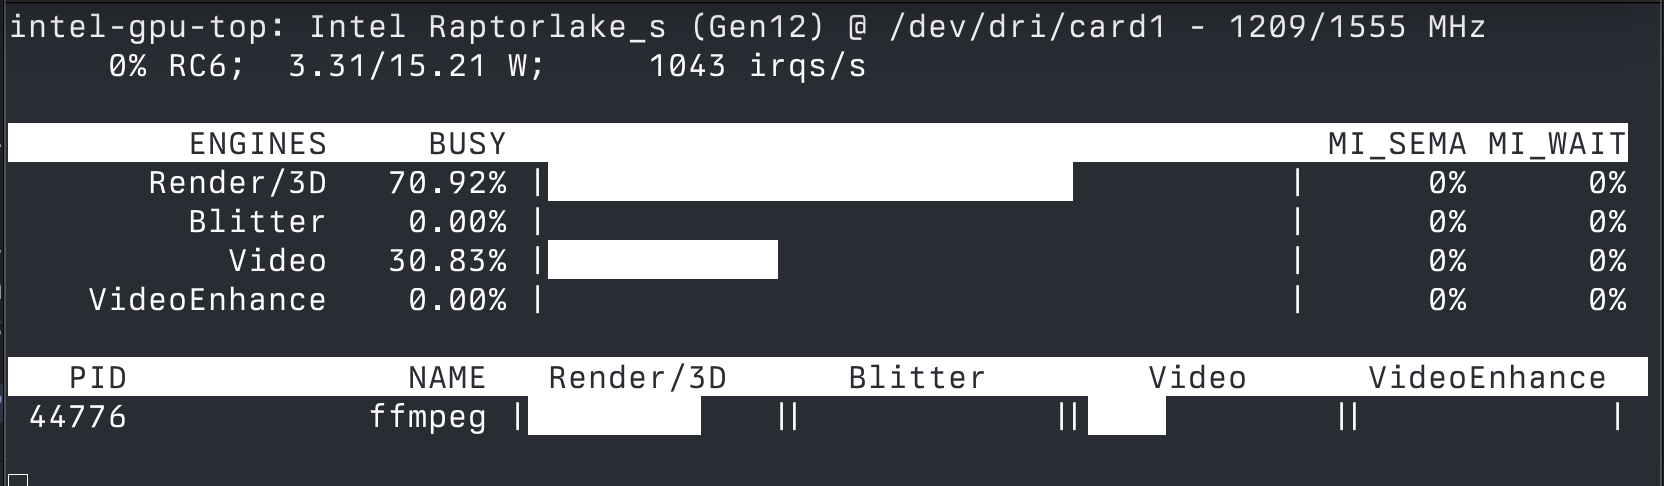 intel-gpu-top: Intel Raptorlake_s (Gen12) @ /dev/dri/card1 - 1209/1555 MHz
0% RC6; 3.31/15.21 W; 1043 irqs/s
ENGINES BUSY MI_SEMA MI_WAIT
Render/3D 70.92% | | 0% 0%
Blitter 0.00% | | 0% 0%
Video 30.83% | | 0% 0%
VideoEnhance 0.00% | | 0% 0%
PID NAME Render/3D Blitter Video VideoEnhance
44776 ffmpeg | || || || |